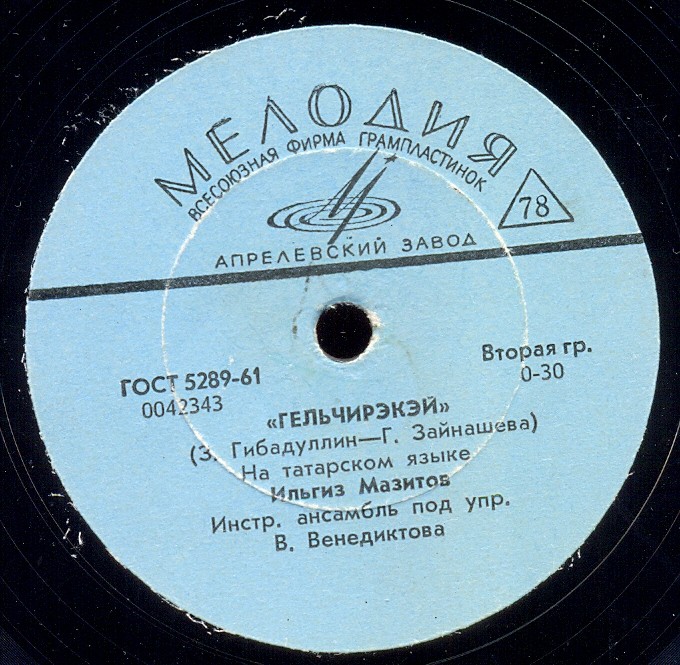 МЕЛОДИЯ
ВСЕСОЮЗНАЯ ФИРМА ГРАМПЛАСТИНОК
78
АПРЕЛЕВСКИЙ ЗАВОД
ГОСТ 5289-61
0042343
Вторая гр.
0-30
«ГЕЛЬЧИРЭКЭЙ»
(З. Гибадуллин—Г. Зайнашева)
На татарском языке
Ильгиз Мазитов
Инстр. ансамбль под упр.
В. Венедиктова